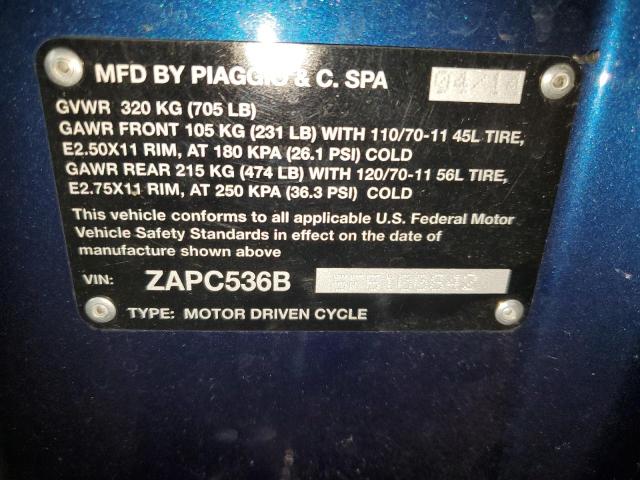 MFD BY PIAGGIO & C. SPA
GVWR 320 KG (705 LB)
GAWR FRONT 105 KG (231 LB) WITH 110/70-11 45L TIRE,
E2.50X11 RIM, AT 180 KPA (26.1 PSI) COLD
GAWR REAR 215 KG (474 LB) WITH 120/70-11 56L TIRE,
E2.75X11 RIM, AT 250 KPA (36.3 PSI) COLD
This vehicle conforms to all applicable U.S. Federal Motor
Vehicle Safety Standards in effect on the date of
manufacture shown above
VIN: ZAPC536B
TYPE: MOTOR DRIVEN CYCLE